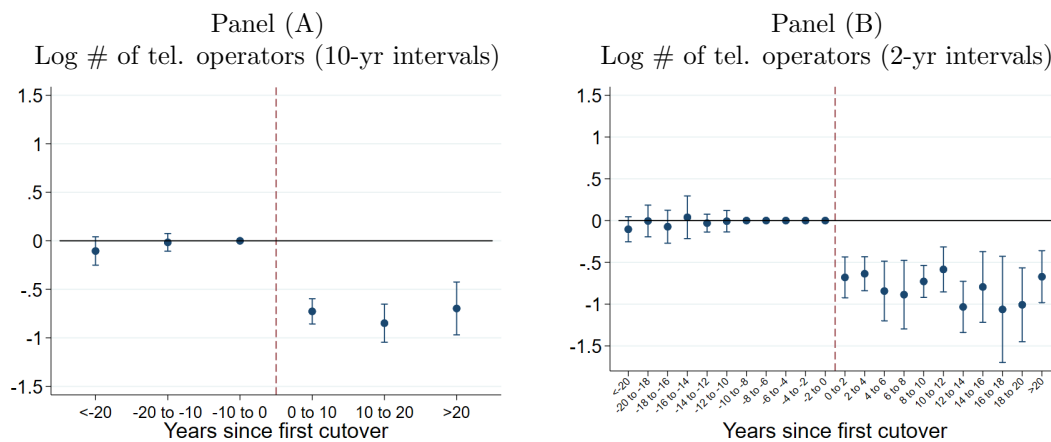 Panel (A)
Log # of tel. operators (10-yr intervals)
1.5
1
.5
0
-.5
-1
-1.5
<-20
-20 to -10
-10 to 0
0 to 10
10 to 20
>20
Years since first cutover
Panel (B)
Log # of tel. operators (2-yr intervals)
1.5
1
.5
0
-.5
-1
-1.5
<-20
-20 to -18
-18 to -16
-16 to -14
-14 to -12
-12 to -10
-10 to -8
-8 to -6
-6 to -4
-4 to -2
-2 to 0
0 to 2
2 to 4
4 to 6
6 to 8
8 to 10
10 to 12
12 to 14
14 to 16
16 to 18
18 to 20
>20
Years since first cutover